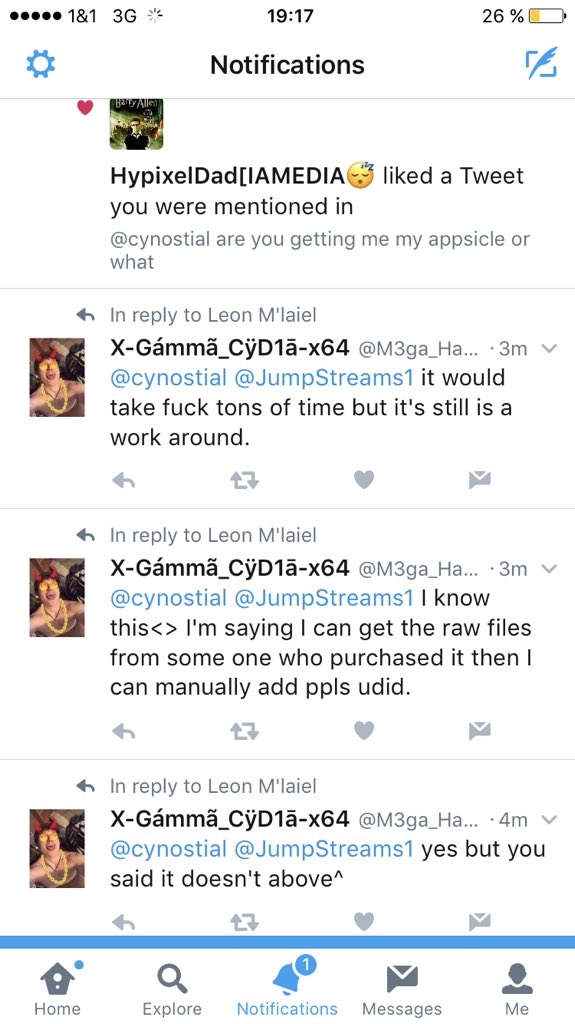 1&1 3G 19:17 26 %
Notifications
Barry Allen
HypixelDad[IAMEDIA😴 liked a Tweet
you were mentioned in
@cynostial are you getting me my appsicle or
what
In reply to Leon M'laiel
X-Gámmã_CÿD1ā-x64 @M3ga_Ha... · 3m
@cynostial @JumpStreams1 it would
take fuck tons of time but it's still is a
work around.
In reply to Leon M'laiel
X-Gámmã_CÿD1ā-x64 @M3ga_Ha... · 3m
@cynostial @JumpStreams1 I know
this<> I'm saying I can get the raw files
from some one who purchased it then I
can manually add ppls udid.
In reply to Leon M'laiel
X-Gámmã_CÿD1ā-x64 @M3ga_Ha... · 4m
@cynostial @JumpStreams1 yes but you
said it doesn't above^
1
Home Explore Notifications Messages Me